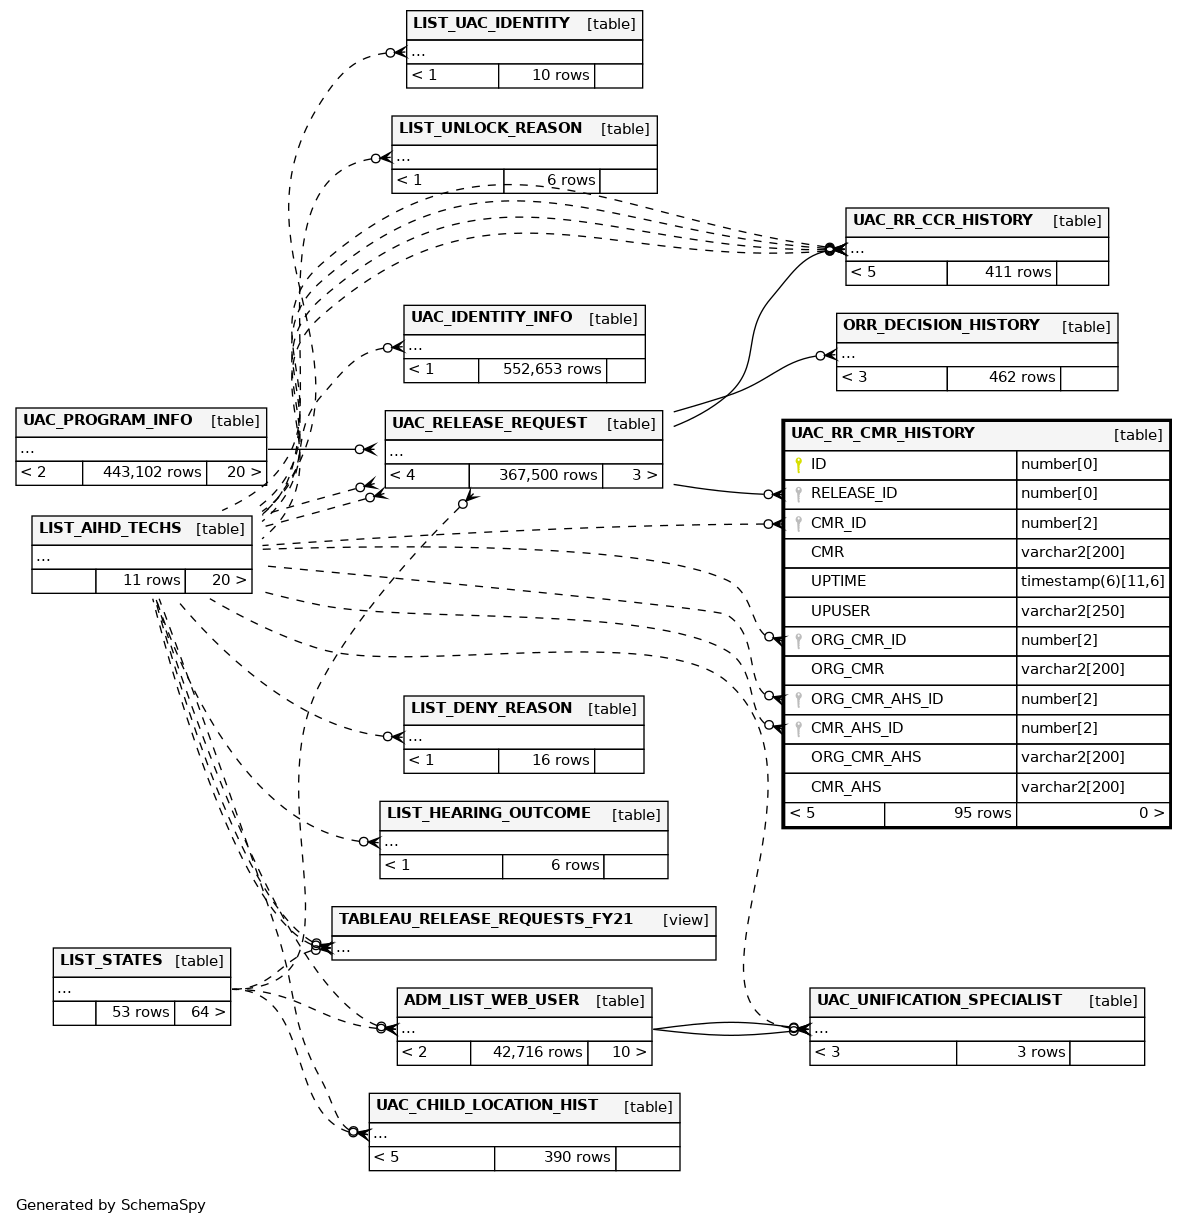 LIST_UAC_IDENTITY [table]
...
< 1 10 rows
LIST_UNLOCK_REASON [table]
...
< 1 6 rows
UAC_RR_CCR_HISTORY [table]
...
< 5 411 rows
UAC_IDENTITY_INFO [table]
...
< 1 552,653 rows
ORR_DECISION_HISTORY [table]
...
< 3 462 rows
UAC_PROGRAM_INFO [table]
...
< 2 443,102 rows 20 >
UAC_RELEASE_REQUEST [table]
...
< 4 367,500 rows 3 >
UAC_RR_CMR_HISTORY [table]
ID number[0]
RELEASE_ID number[0]
CMR_ID number[2]
CMR varchar2[200]
UPTIME timestamp(6)[11,6]
UPUSER varchar2[250]
ORG_CMR_ID number[2]
ORG_CMR varchar2[200]
ORG_CMR_AHS_ID number[2]
CMR_AHS_ID number[2]
ORG_CMR_AHS varchar2[200]
CMR_AHS varchar2[200]
< 5 95 rows 0 >
LIST_AIHD_TECHS [table]
...
11 rows 20 >
LIST_DENY_REASON [table]
...
< 1 16 rows
LIST_HEARING_OUTCOME [table]
...
< 1 6 rows
TABLEAU_RELEASE_REQUESTS_FY21 [view]
...
LIST_STATES [table]
...
53 rows 64 >
ADM_LIST_WEB_USER [table]
...
< 2 42,716 rows 10 >
UAC_UNIFICATION_SPECIALIST [table]
...
< 3 3 rows
UAC_CHILD_LOCATION_HIST [table]
...
< 5 390 rows
Generated by SchemaSpy